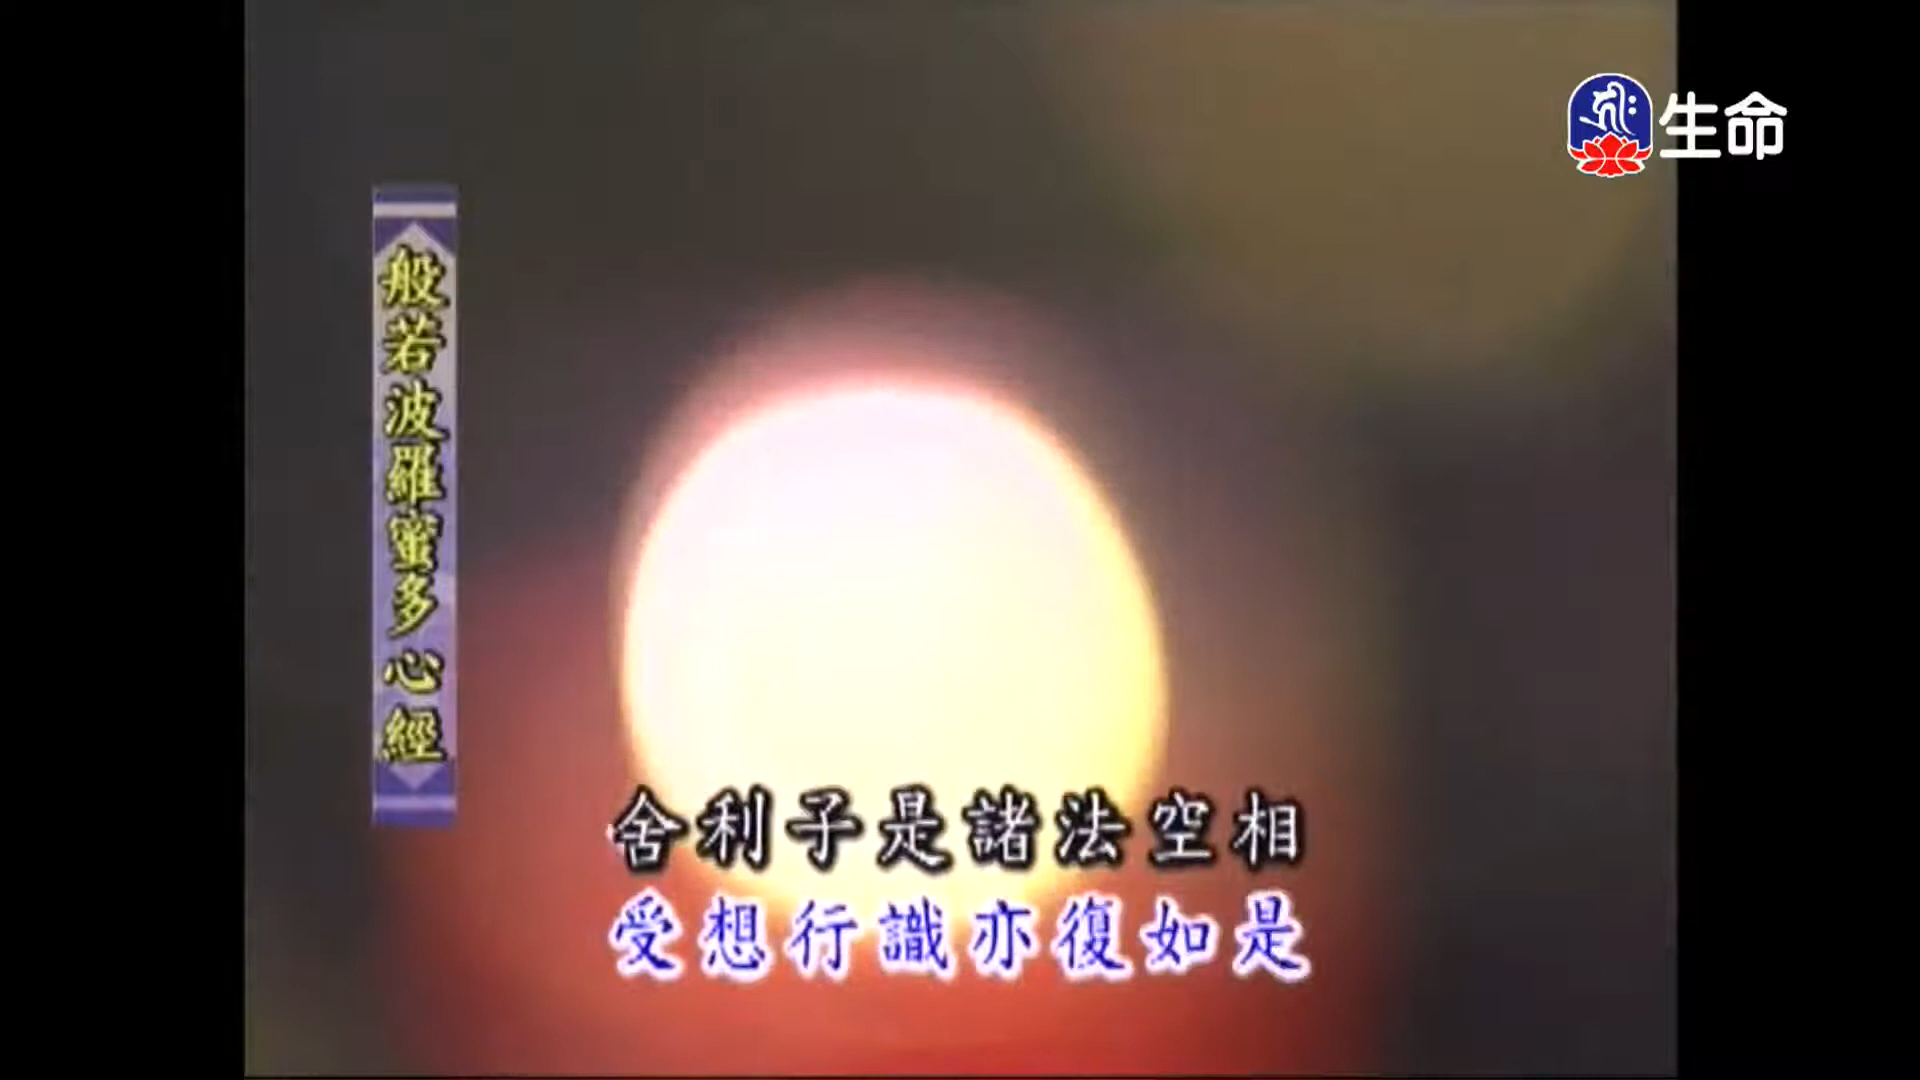 生命
般若波羅蜜多心經
舍利子是諸法空相
受想行識亦復如是